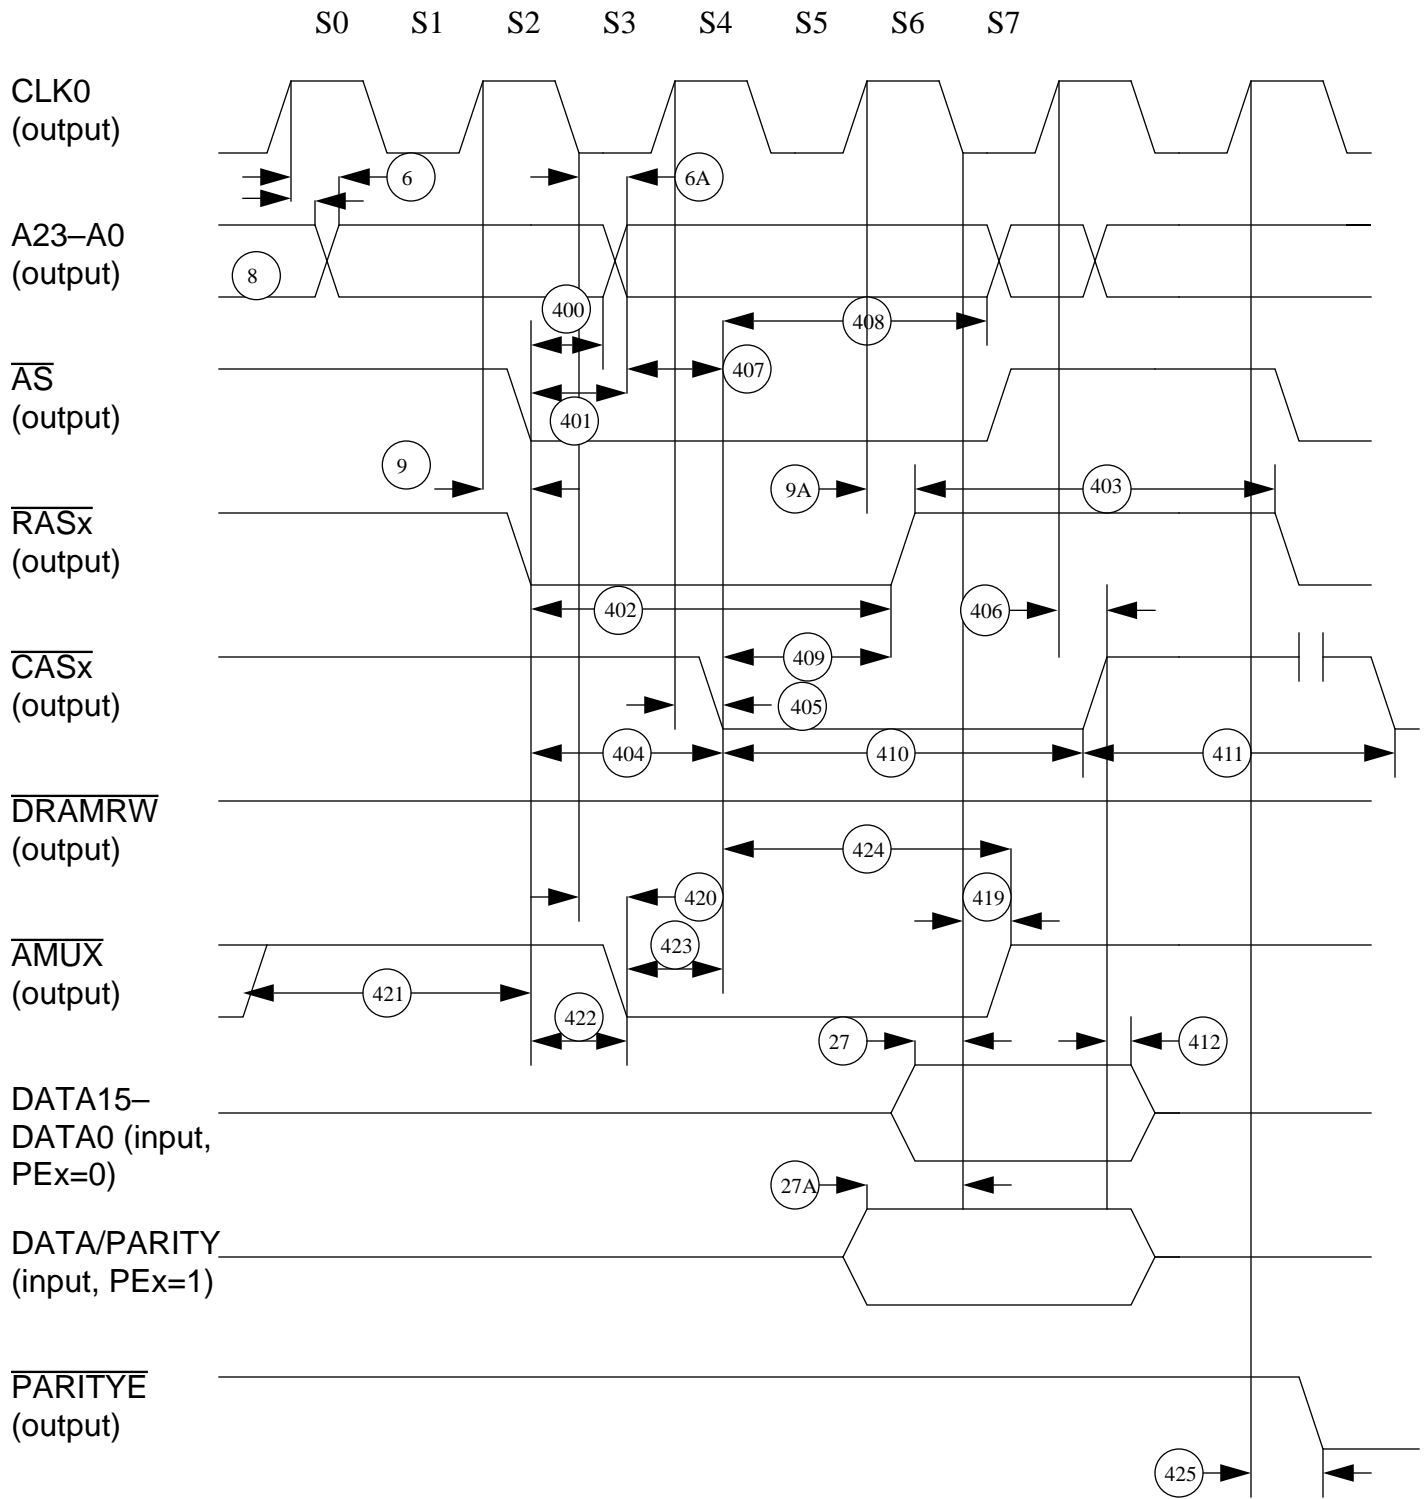 S0 S1 S2 S3 S4 S5 S6 S7
CLK0
(output)
6
6A
A23–A0
(output)
8
400
408
407
AS
(output)
401
9
9A
403
RASx
(output)
402
406
CASx
(output)
409
405
404
410
411
DRAMRW
(output)
424
420
419
AMUX
(output)
423
421
422
27
412
DATA15–
DATA0 (input,
PEx=0)
27A
DATA/PARITY
(input, PEx=1)
PARITYE
(output)
425